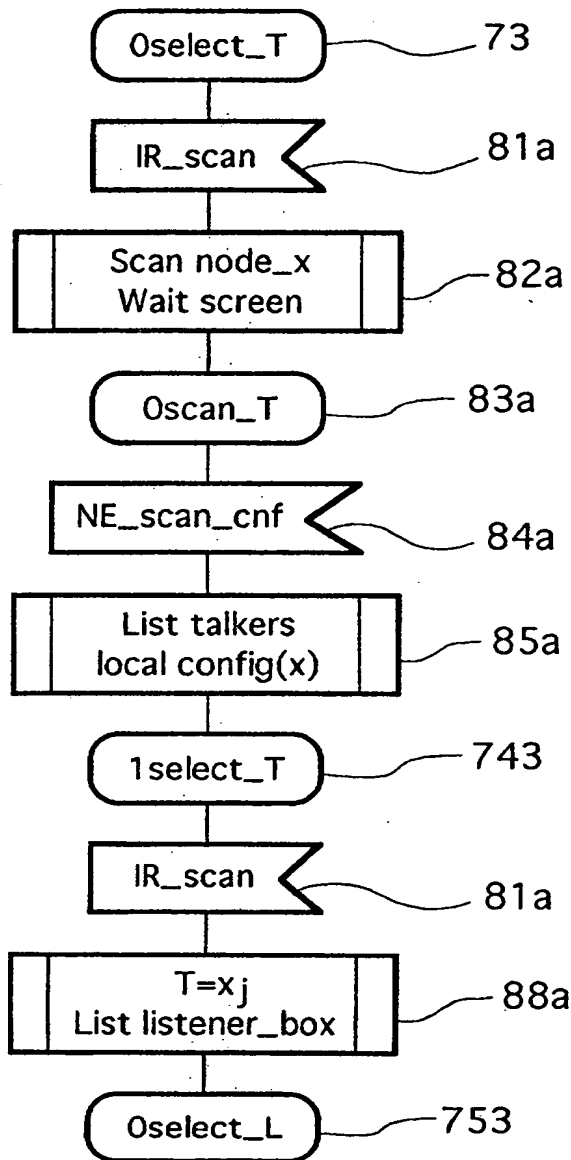 0select_T 73
IR_scan 81a
Scan node_x
Wait screen 82a
0scan_T 83a
NE_scan_cnf 84a
List talkers
local config(x) 85a
1select_T 743
IR_scan 81a
T=xj
List listener_box 88a
0select_L 753